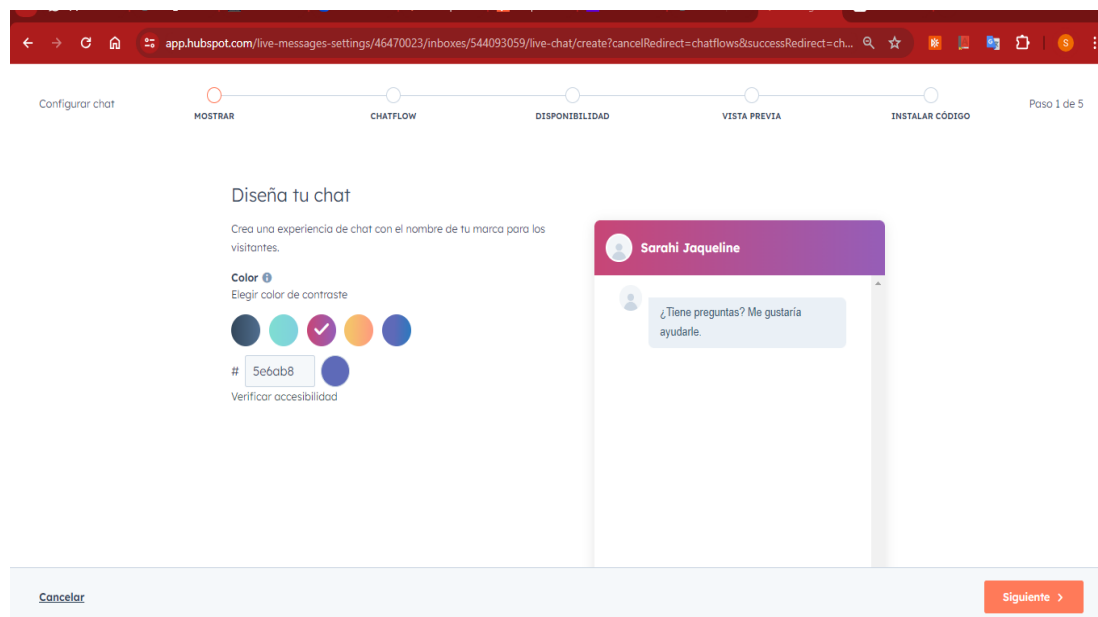 app.hubspot.com/live-messages-settings/46470023/inboxes/544093059/live-chat/create?cancelRedirect=chatflows&successRedirect=ch...
S
Configurar chat
MOSTRAR
CHATFLOW
DISPONIBILIDAD
VISTA PREVIA
INSTALAR CÓDIGO
Paso 1 de 5
Diseña tu chat
Crea una experiencia de chat con el nombre de tu marca para los
visitantes.
Color
Elegir color de contraste
# 5e6ab8
Verificar accesibilidad
Sarahi Jaqueline
¿Tiene preguntas? Me gustaría
ayudarle.
Cancelar
Siguiente >